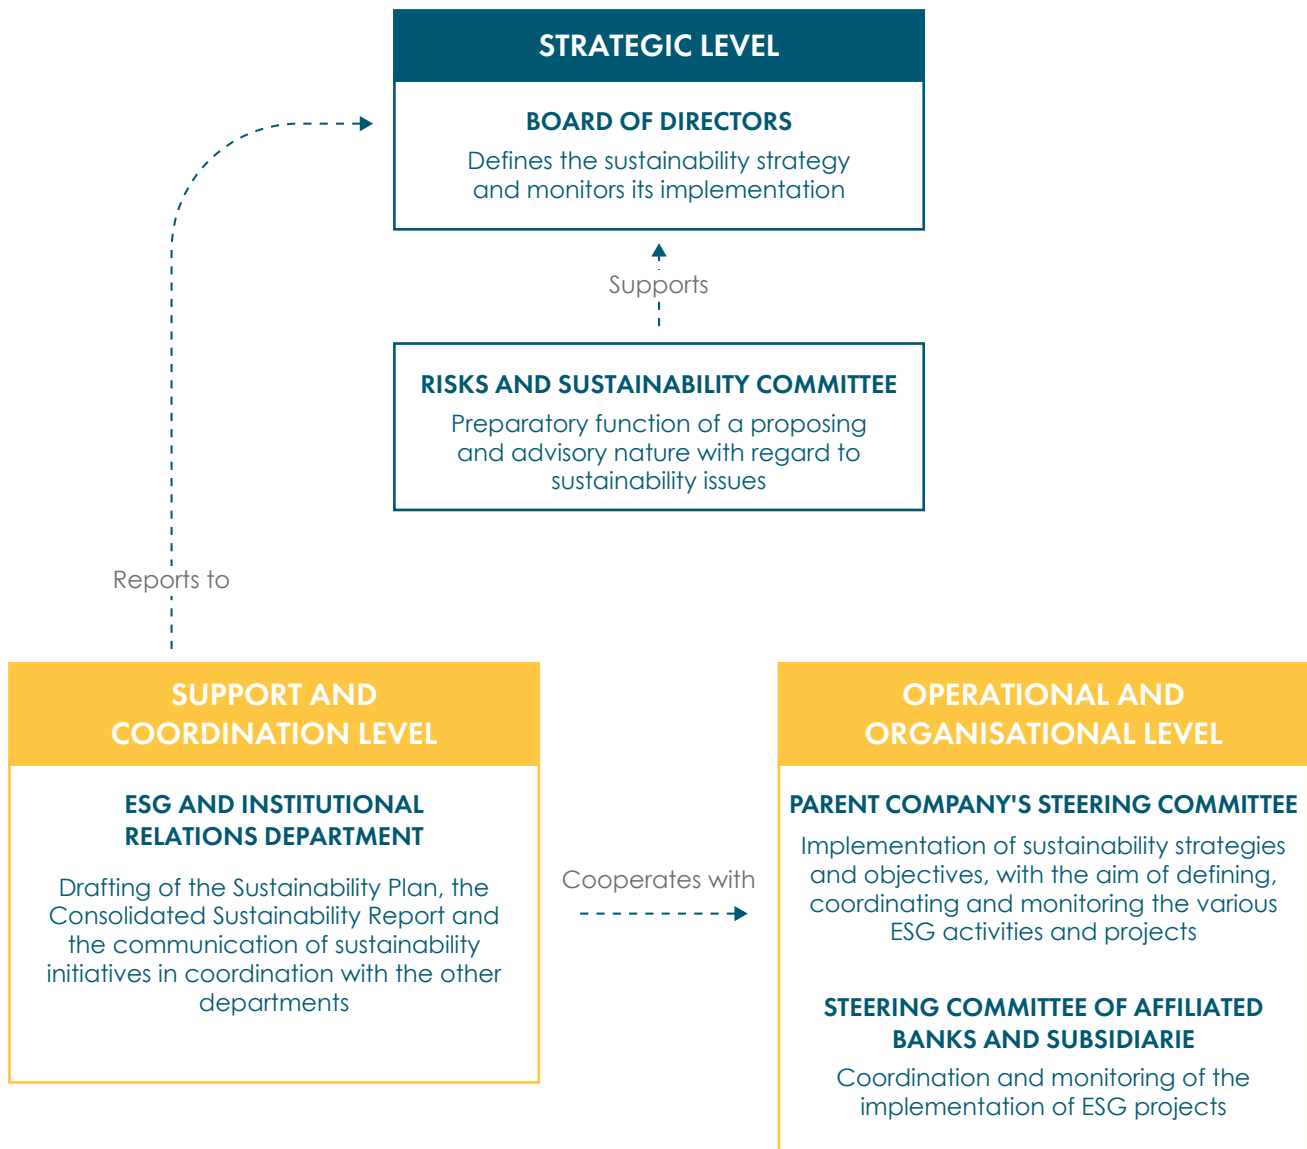 STRATEGIC LEVEL
BOARD OF DIRECTORS
Defines the sustainability strategy
and monitors its implementation
Supports
RISKS AND SUSTAINABILITY COMMITTEE
Preparatory function of a proposing
and advisory nature with regard to
sustainability issues
Reports to
SUPPORT AND
COORDINATION LEVEL
ESG AND INSTITUTIONAL
RELATIONS DEPARTMENT
Drafting of the Sustainability Plan, the
Consolidated Sustainability Report and
the communication of sustainability
initiatives in coordination with the other
departments
Cooperates with
OPERATIONAL AND
ORGANISATIONAL LEVEL
PARENT COMPANY'S STEERING COMMITTEE
Implementation of sustainability strategies
and objectives, with the aim of defining,
coordinating and monitoring the various
ESG activities and projects
STEERING COMMITTEE OF AFFILIATED
BANKS AND SUBSIDIARIE
Coordination and monitoring of the
implementation of ESG projects